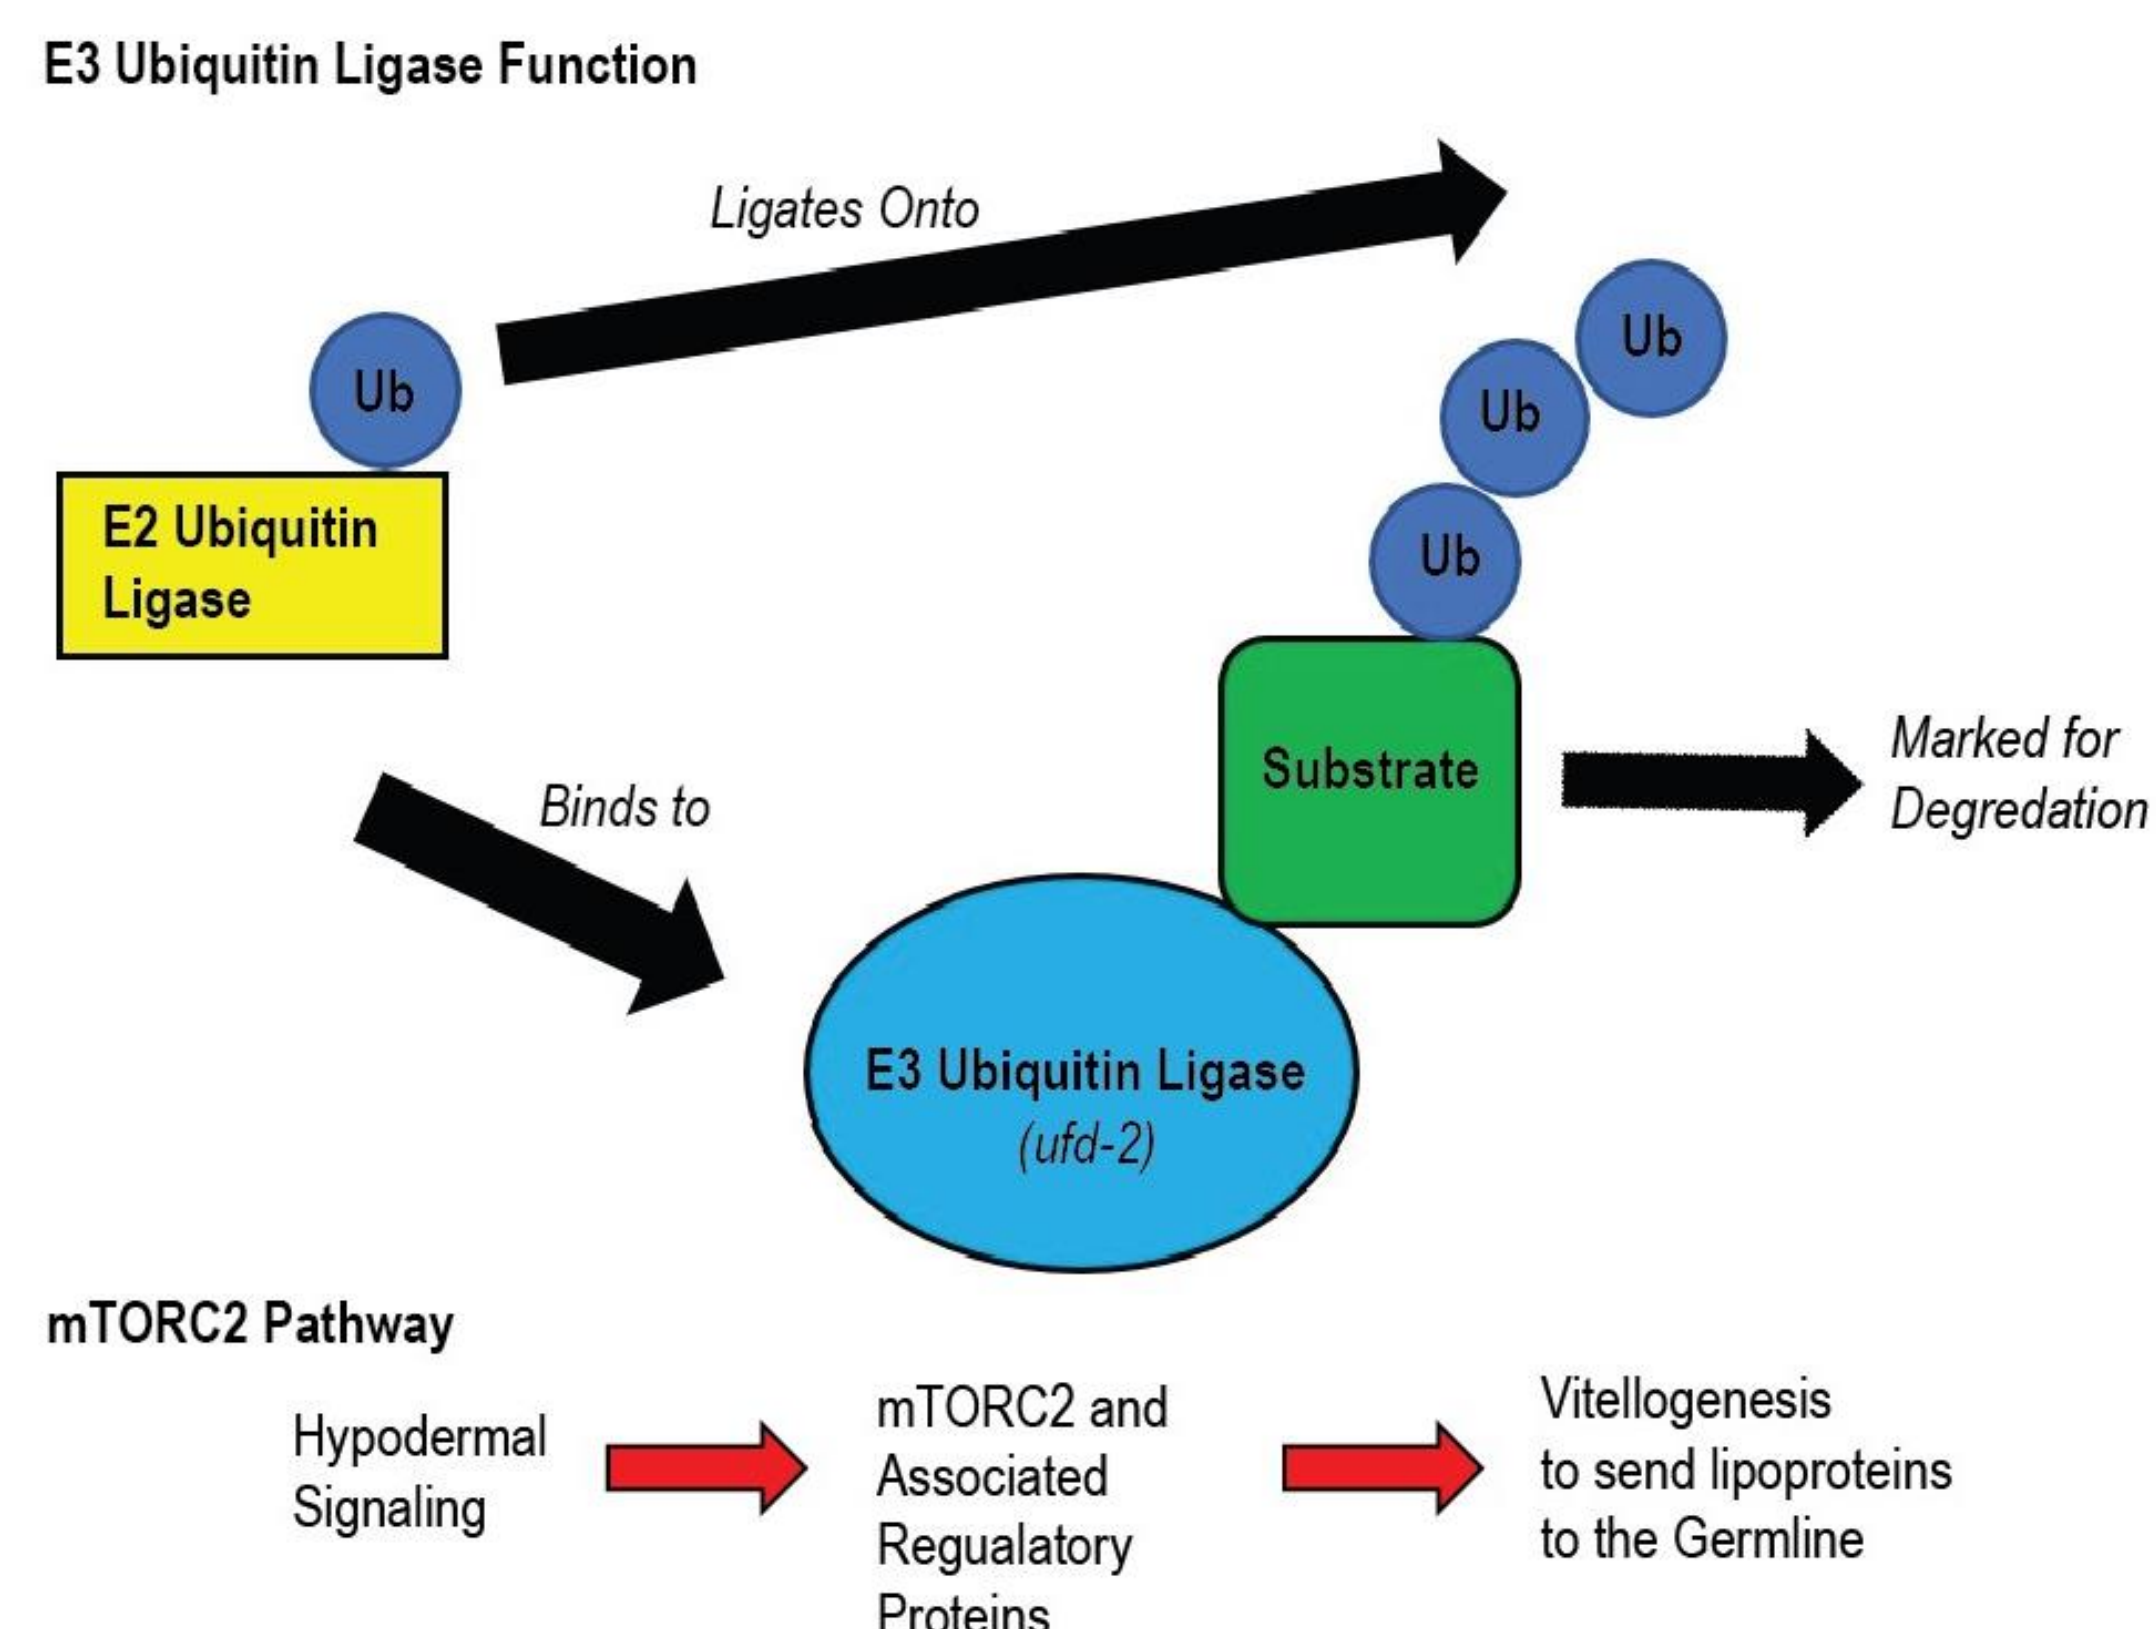 E3 Ubiquitin Ligase Function
Ligates Onto
Ub
Ub
Ub
Ub
E2 Ubiquitin
Ligase
Substrate
Marked for
Degredation
Binds to
E3 Ubiquitin Ligase
(ufd-2)
mTORC2 Pathway
Hypodermal
Signaling
mTORC2 and
Associated
Regualatory
Proteins
Vitellogenesis
to send lipoproteins
to the Germline